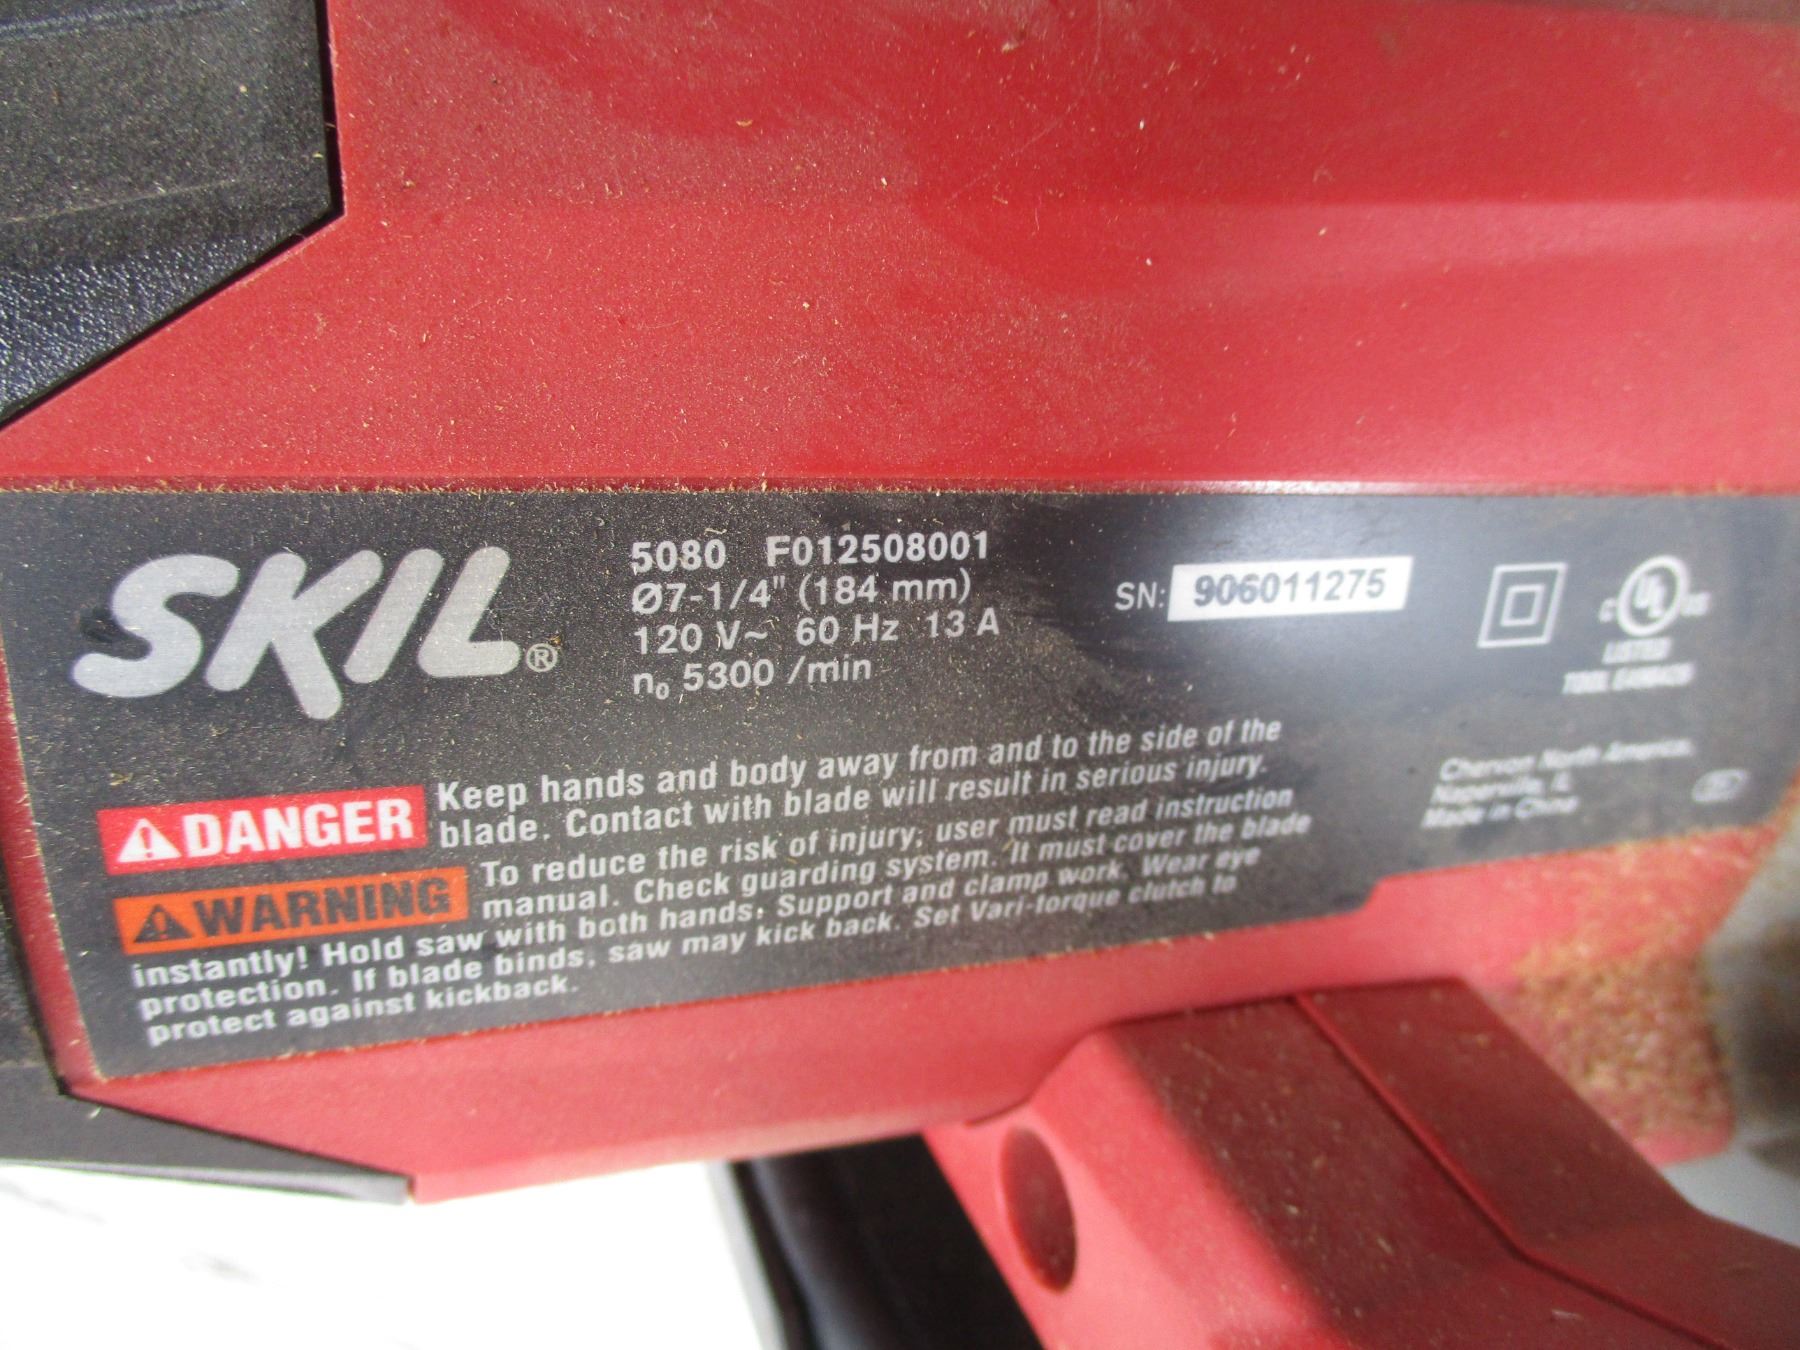 SKIL®
5080 F012508001
Ø7-1/4" (184 mm)
120 V~ 60 Hz 13 A
n₀ 5300 /min
SN: 906011275
C UL US
LISTED
TOOL
Chervon North America,
Naperville, IL
Made in China
DANGER Keep hands and body away from and to the side of the
blade. Contact with blade will result in serious injury.
WARNING To reduce the risk of injury, user must read instruction
manual. Check guarding system. It must cover the blade
instantly! Hold saw with both hands. Support and clamp work. Wear eye
protection. If blade binds, saw may kick back. Set Vari-torque clutch to
protect against kickback.